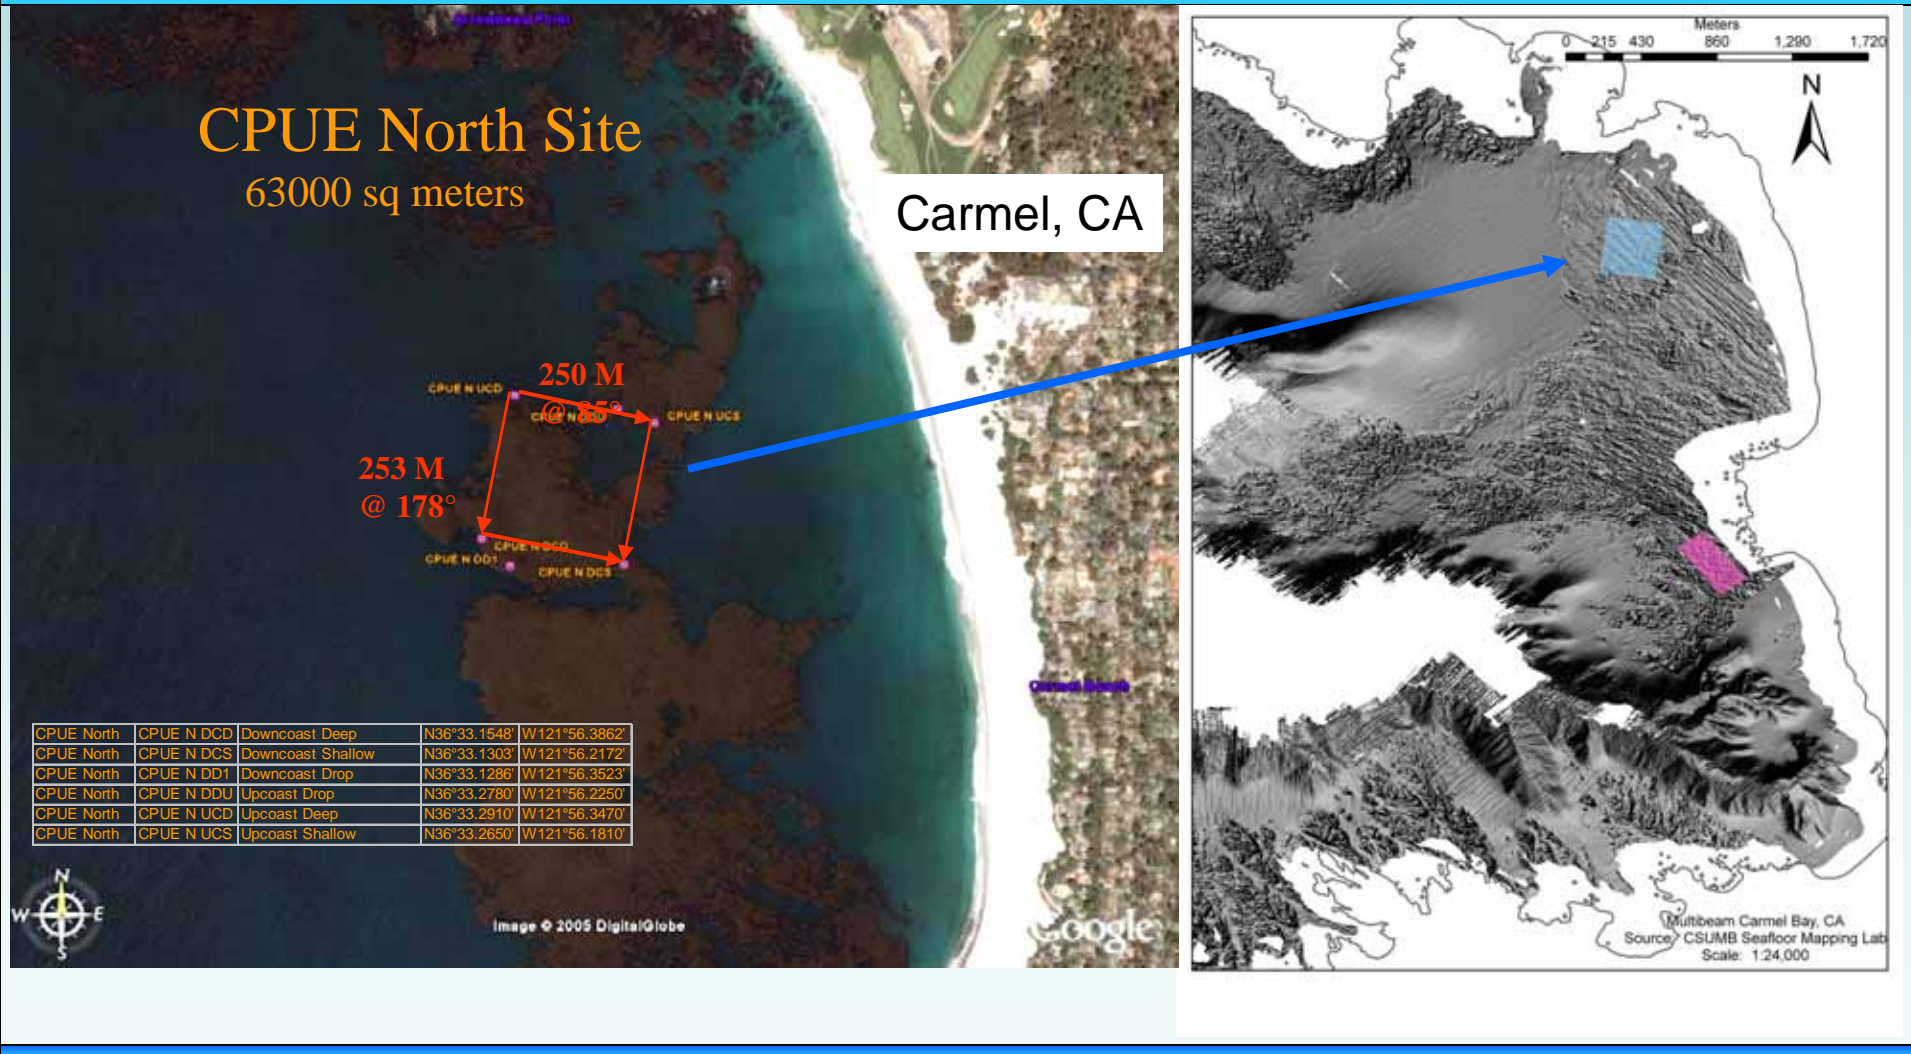 CPUE North Site
63000 sq meters
Carmel, CA
CPUE N UCD
250 M
@ 85°
CPUE N UCS
253 M
@ 178°
CPUE N DCD
CPUE N DD1
CPUE N DCS
Carmel Beach
CPUE North CPUE N DCD Downcoast Deep N36°33.1548' W121°56.3862'
CPUE North CPUE N DCS Downcoast Shallow N36°33.1303' W121°56.2172'
CPUE North CPUE N DD1 Downcoast Drop N36°33.1286' W121°56.3523'
CPUE North CPUE N DDU Upcoast Drop N36°33.2780' W121°56.2250'
CPUE North CPUE N UCD Upcoast Deep N36°33.2910' W121°56.3470'
CPUE North CPUE N UCS Upcoast Shallow N36°33.2650' W121°56.1810'
N
W E
S
Image © 2005 DigitalGlobe
Google
Meters
0 215 430 860 1,290 1,720
N
Multibeam Carmel Bay, CA
Source: CSUMB Seafloor Mapping Lab
Scale: 1:24,000